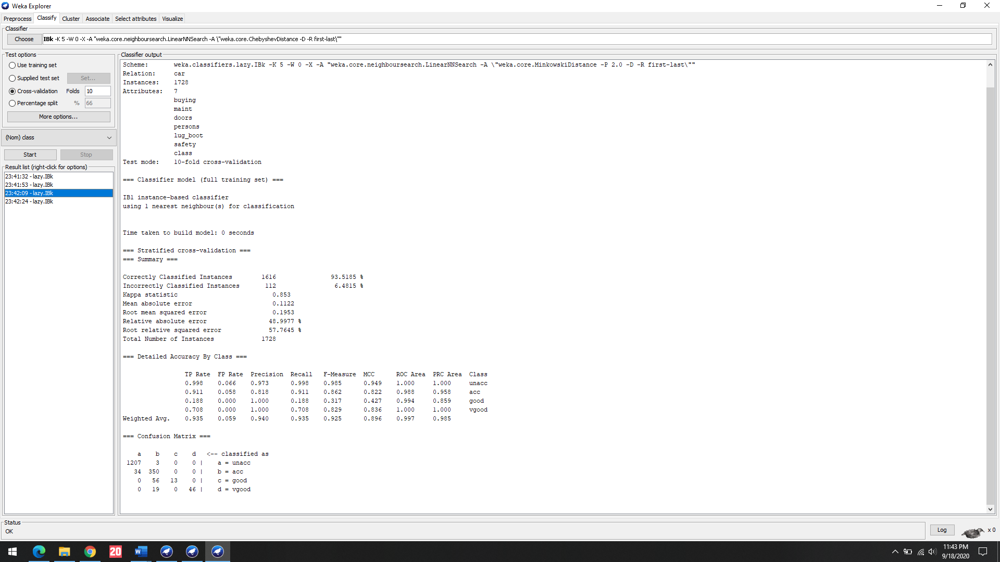 Weka Explorer
Preprocess Classify Cluster Associate Select attributes Visualize
Classifier
Choose IBk -K 5 -W 0 -X -A "weka.core.neighboursearch.LinearNNSearch -A \"weka.core.ChebyshevDistance -D -R first-last\""
Test options
Use training set
Supplied test set Set...
Cross-validation Folds 10
Percentage split % 66
More options...
(Nom) class
Start Stop
Result list (right-click for options)
23:41:32 - lazy.IBk
23:41:53 - lazy.IBk
23:42:09 - lazy.IBk
23:42:24 - lazy.IBk
Classifier output
Scheme: weka.classifiers.lazy.IBk -K 5 -W 0 -X -A "weka.core.neighboursearch.LinearNNSearch -A \"weka.core.MinkowskiDistance -P 2.0 -D -R first-last\""
Relation: car
Instances: 1728
Attributes: 7
buying
maint
doors
persons
lug_boot
safety
class
Test mode: 10-fold cross-validation
=== Classifier model (full training set) ===
IB1 instance-based classifier
using 1 nearest neighbour(s) for classification
Time taken to build model: 0 seconds
=== Stratified cross-validation ===
=== Summary ===
Correctly Classified Instances 1616 93.5185 %
Incorrectly Classified Instances 112 6.4815 %
Kappa statistic 0.853
Mean absolute error 0.1122
Root mean squared error 0.1953
Relative absolute error 48.9977 %
Root relative squared error 57.7645 %
Total Number of Instances 1728
=== Detailed Accuracy By Class ===
TP Rate FP Rate Precision Recall F-Measure MCC ROC Area PRC Area Class
0.998 0.066 0.973 0.998 0.985 0.949 1.000 1.000 unacc
0.911 0.058 0.818 0.911 0.862 0.822 0.988 0.958 acc
0.188 0.000 1.000 0.188 0.317 0.427 0.994 0.859 good
0.708 0.000 1.000 0.708 0.829 0.836 1.000 1.000 vgood
Weighted Avg. 0.935 0.059 0.940 0.935 0.925 0.896 0.997 0.985
=== Confusion Matrix ===
a b c d <-- classified as
1207 3 0 0 | a = unacc
34 350 0 0 | b = acc
0 56 13 0 | c = good
0 19 0 46 | d = vgood
Status
OK
Log x 0
20
11:43 PM
9/18/2020